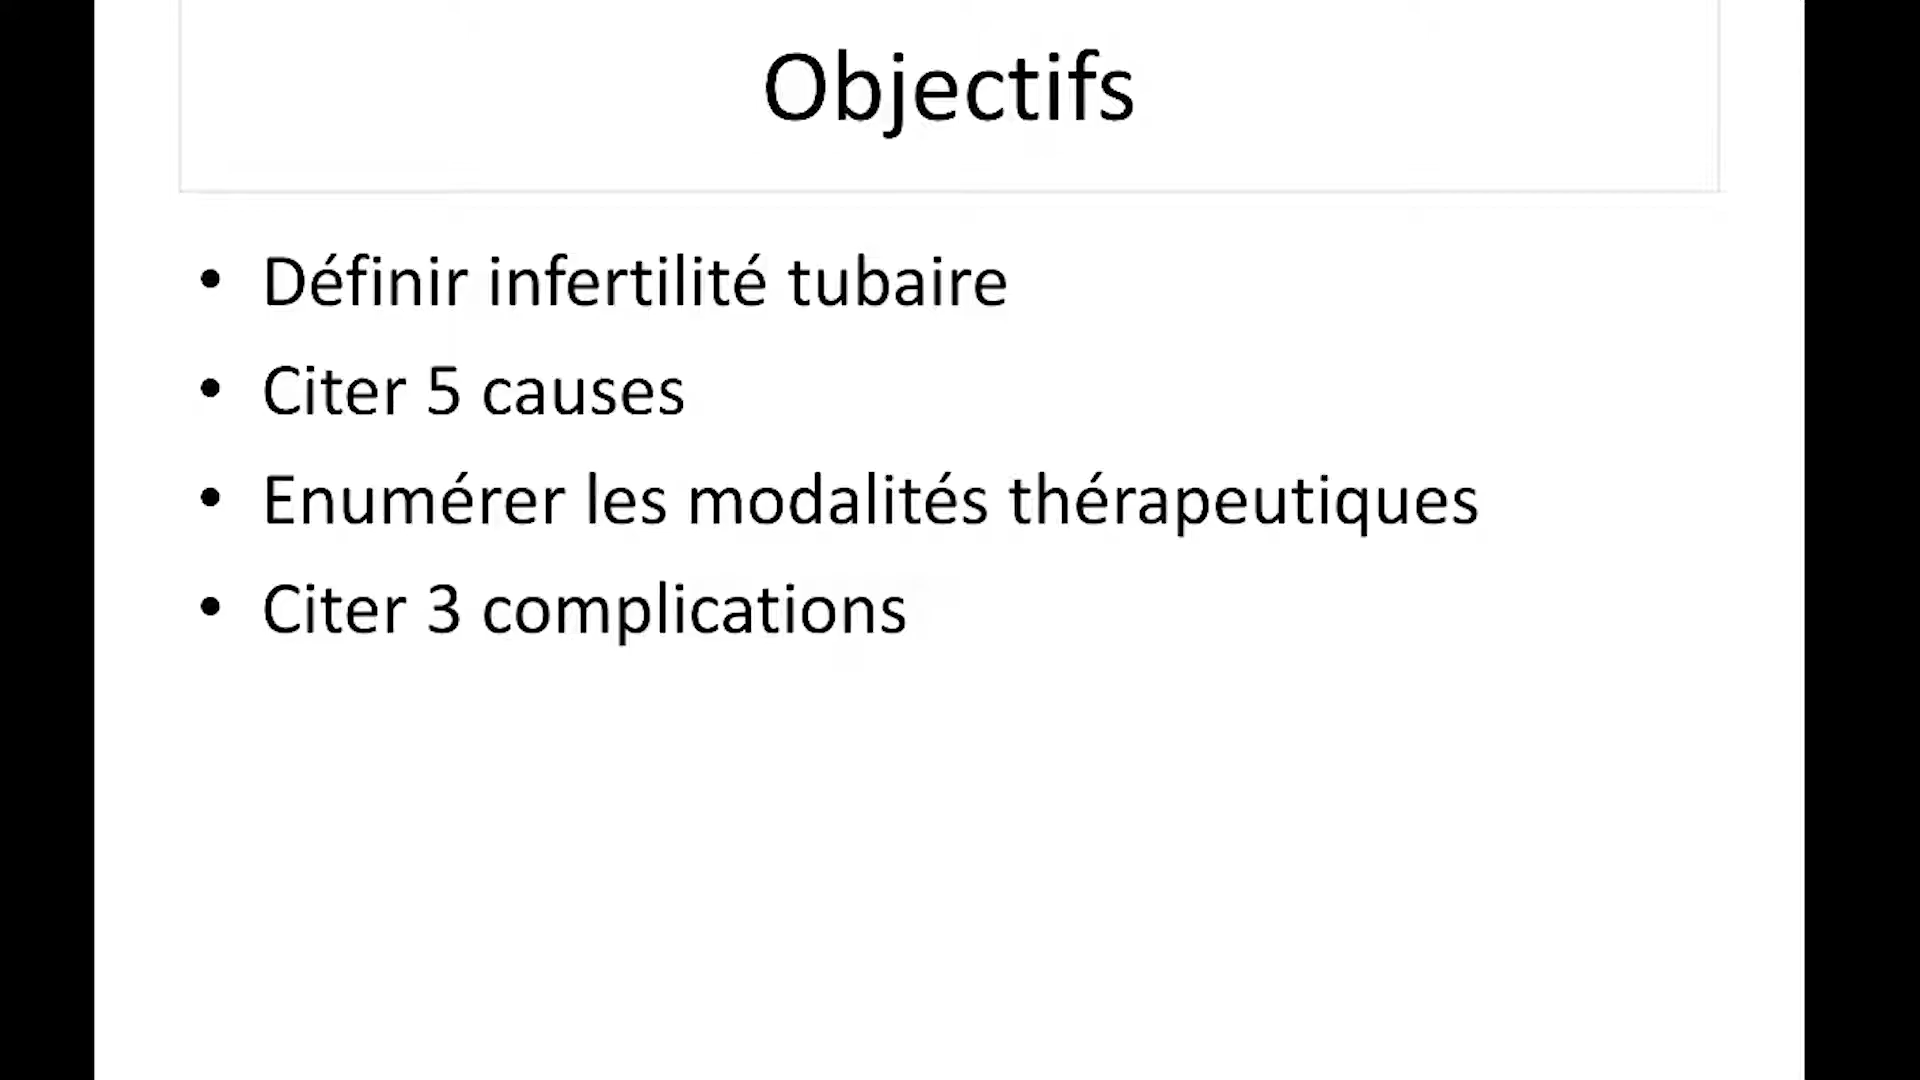 Objectifs
• Définir infertilité tubaire
• Citer 5 causes
• Enumérer les modalités thérapeutiques
• Citer 3 complications